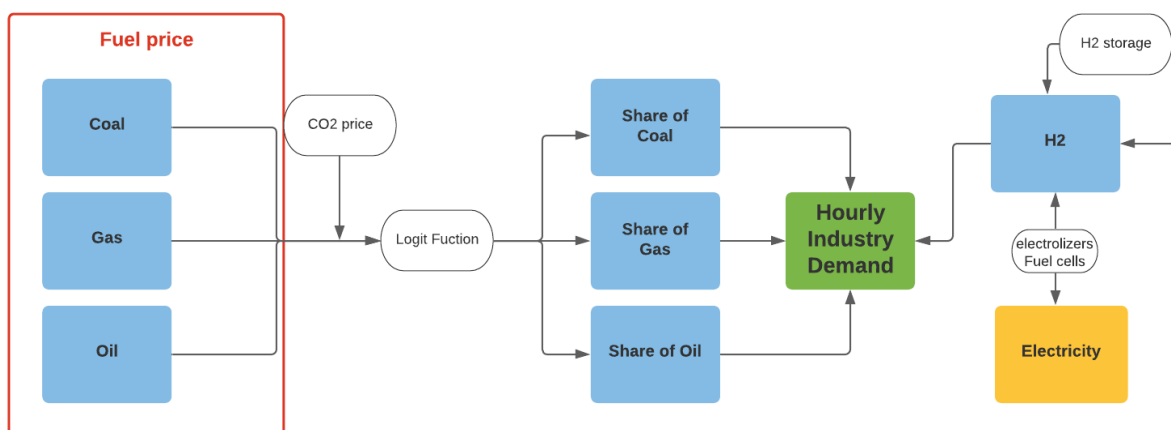 Fuel price
Coal
Gas
Oil
CO2 price
Logit Fuction
Share of
Coal
Share of
Gas
Share of Oil
Hourly
Industry
Demand
H2 storage
H2
electrolizers
Fuel cells
Electricity